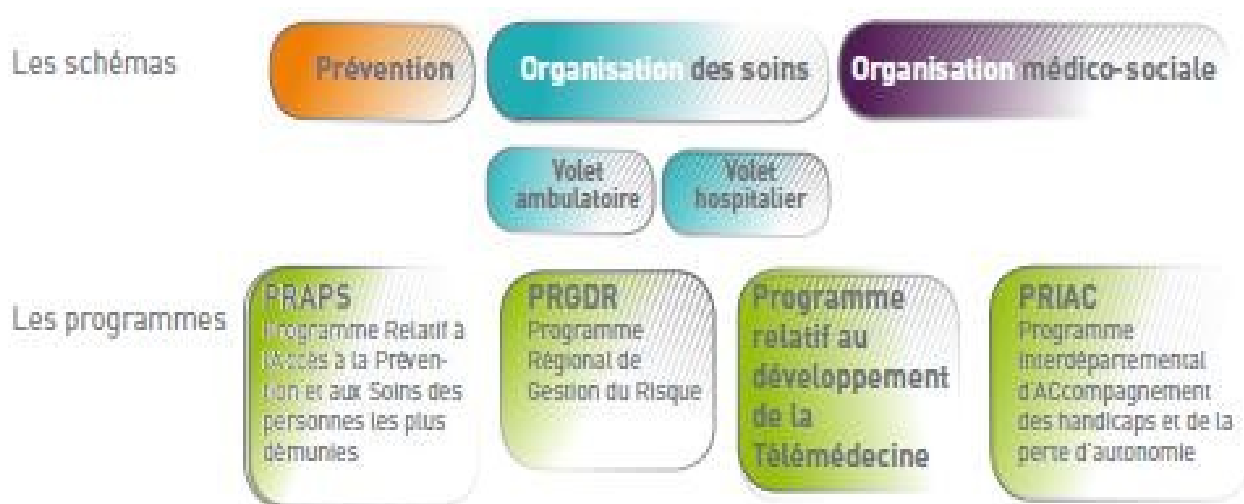 Les schémas
Prévention
Organisation des soins
Organisation médico-sociale
Volet
ambulatoire
Volet
hospitalier
Les programmes
PRAPS
Programme Relatif à
l'Accès à la Préven-
tion et aux Soins des
personnes les plus
démunies
PRGDR
Programme
Régional de
Gestion du Risque
Programme
relatif au
développement
de la
Télémédecine
PRIAC
Programme
Interdépartemental
d'ACcompagnement
des handicaps et de la
perte d'autonomie